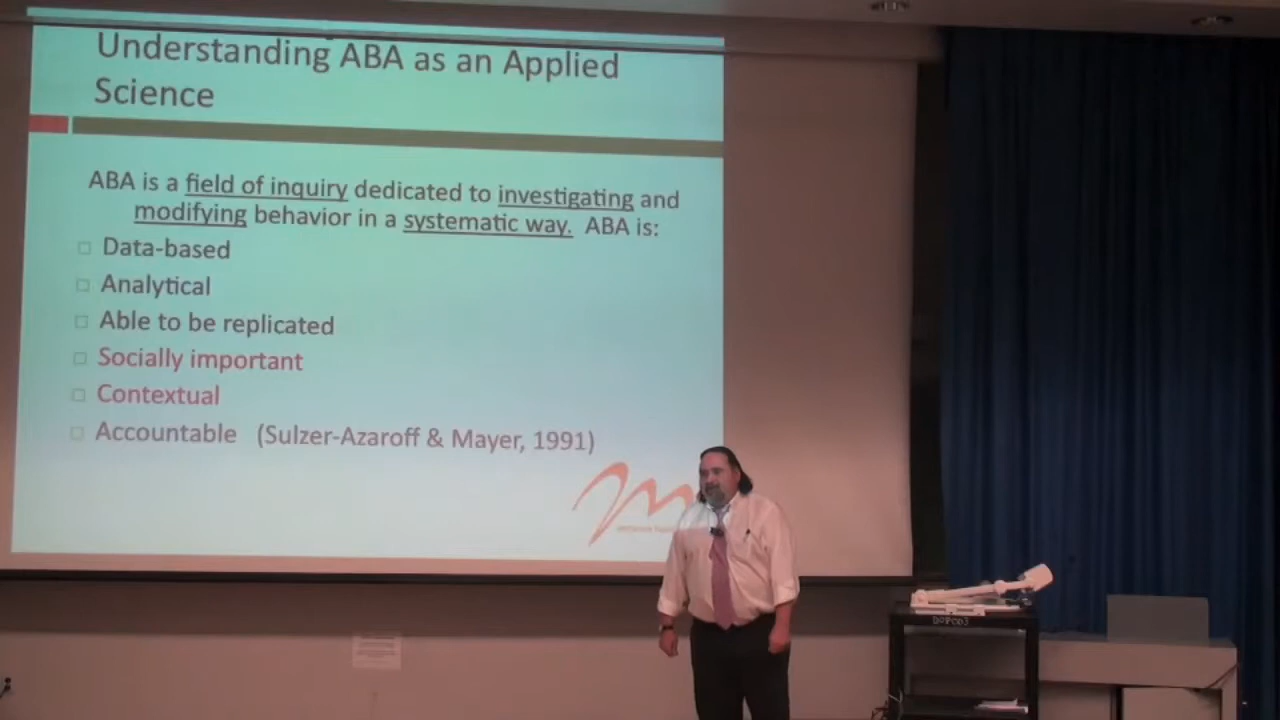 Understanding ABA as an Applied
Science
ABA is a field of inquiry dedicated to investigating and
modifying behavior in a systematic way. ABA is:
Data-based
Analytical
Able to be replicated
Socially important
Contextual
Accountable (Sulzer-Azaroff & Mayer, 1991)